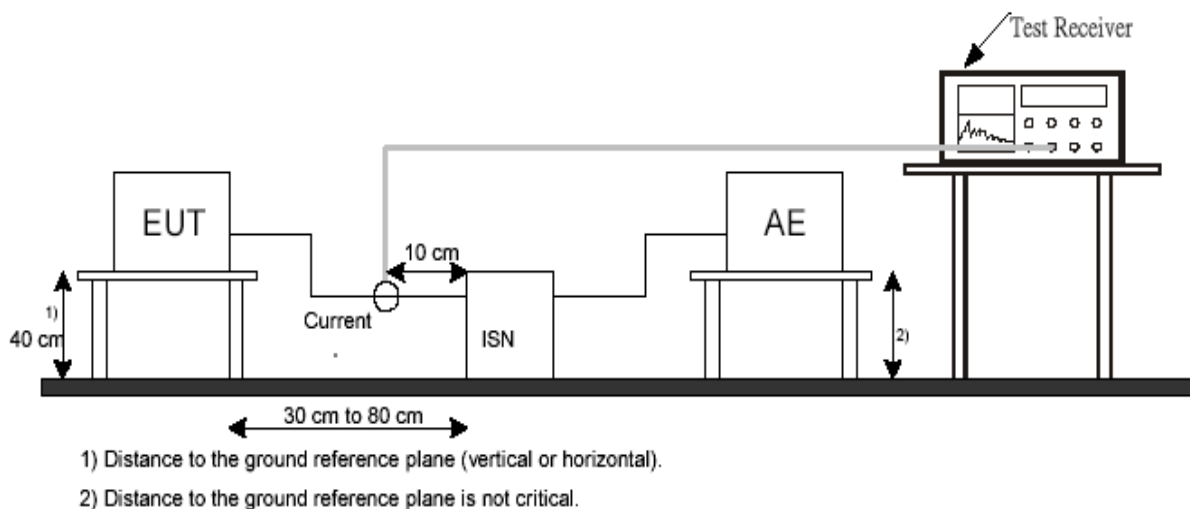 Test Receiver
EUT
AE
10 cm
1)
40 cm
Current
ISN
2)
30 cm to 80 cm
1) Distance to the ground reference plane (vertical or horizontal).
2) Distance to the ground reference plane is not critical.